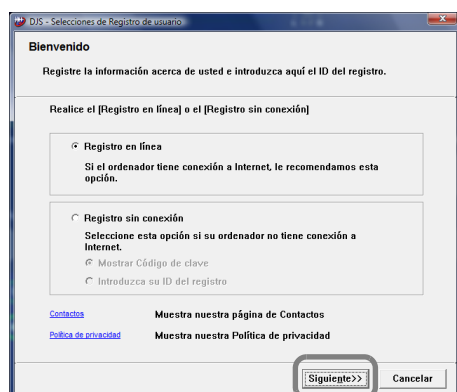 DJS - Selecciones de Registro de usuario
Bienvenido
Registre la información acerca de usted e introduzca aquí el ID del registro.
Realice el [Registro en línea] o el [Registro sin conexión]
Registro en línea
Si el ordenador tiene conexión a Internet, le recomendamos esta
opción.
Registro sin conexión
Seleccione esta opción si su ordenador no tiene conexión a
Internet.
Mostrar Código de clave
Introduzca su ID del registro
Contactos Muestra nuestra página de Contactos
Política de privacidad Muestra nuestra Política de privacidad
Siguiente>> Cancelar